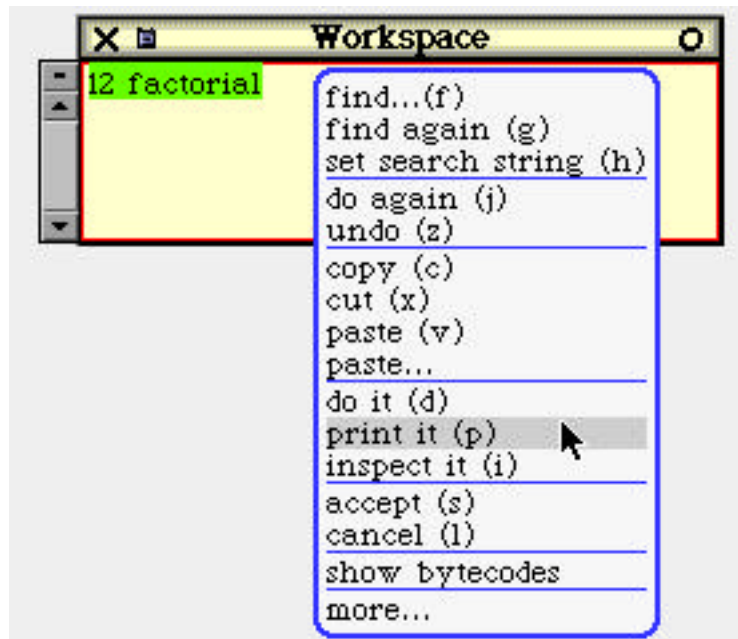 Workspace
12 factorial
find...(f)
find again (g)
set search string (h)
do again (j)
undo (z)
copy (c)
cut (x)
paste (v)
paste...
do it (d)
print it (p)
inspect it (i)
accept (s)
cancel (l)
show bytecodes
more...